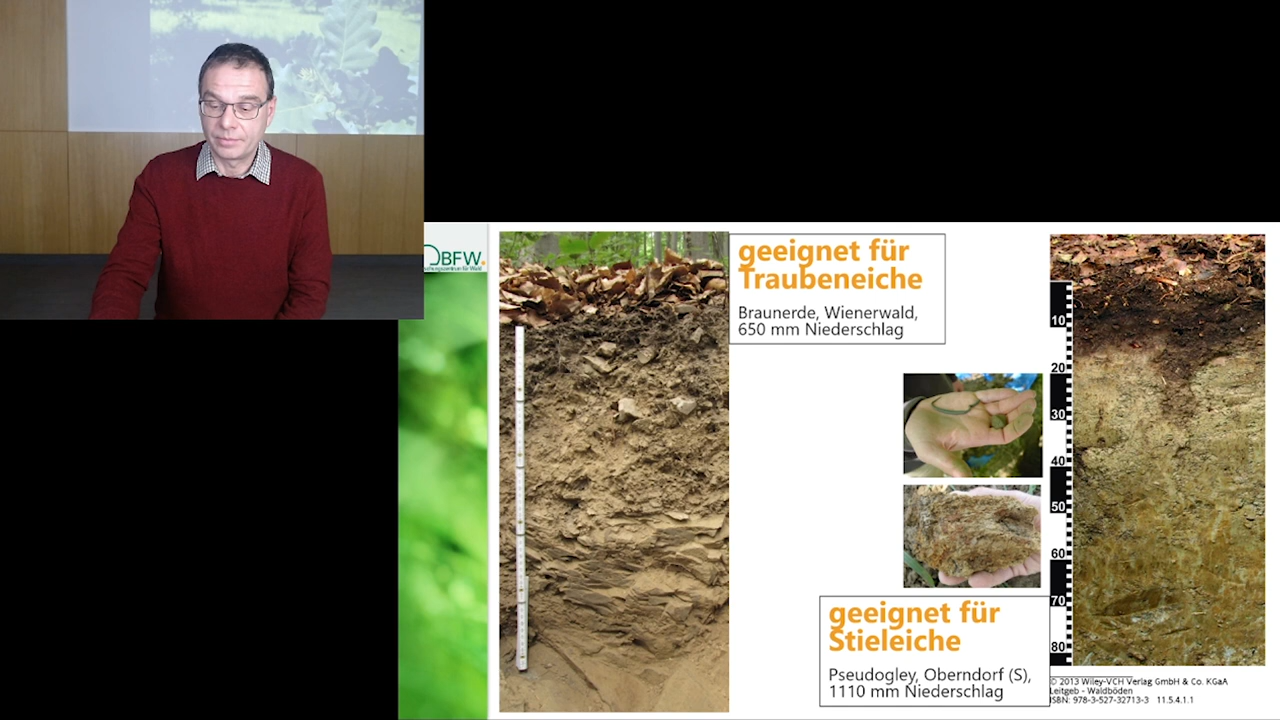 BFW.
geeignet für
Traubeneiche
Braunerde, Wienerwald,
650 mm Niederschlag
10
20
30
40
50
60
70
80
geeignet für
Stieleiche
Pseudogley, Oberndorf (S),
1110 mm Niederschlag
© 2013 Wiley-VCH Verlag GmbH & Co. KGaA
Leitgeb - Waldböden
ISBN: 978-3-527-32713-3 11.5.4.1.1